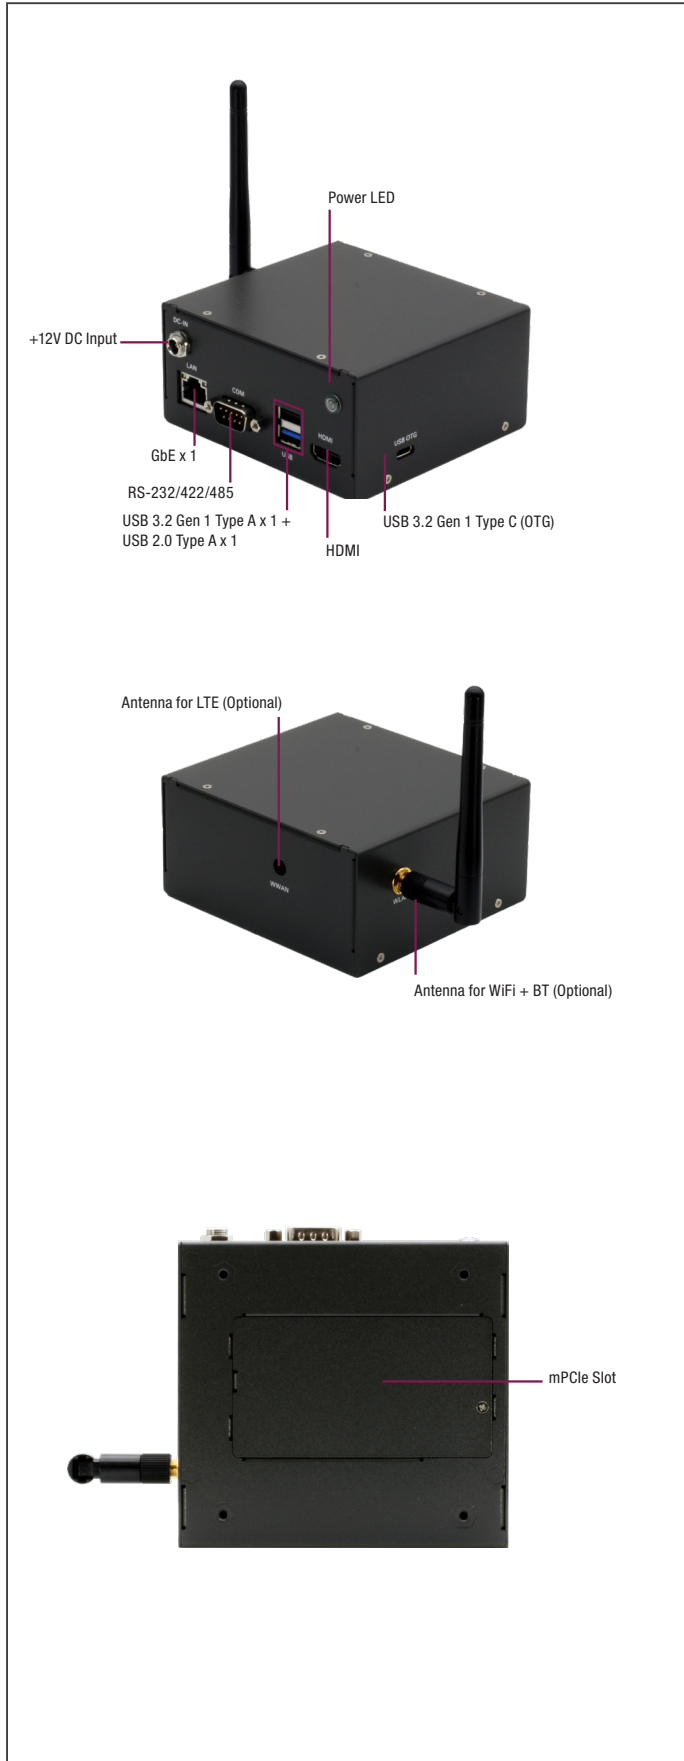 Power LED
+12V DC Input
DC-IN
LAN
COM
USB
HDMI
USB OTG
GbE x 1
RS-232/422/485
USB 3.2 Gen 1 Type A x 1 +
USB 2.0 Type A x 1
HDMI
USB 3.2 Gen 1 Type C (OTG)
Antenna for LTE (Optional)
WWAN
Antenna for WiFi + BT (Optional)
mPCIe Slot